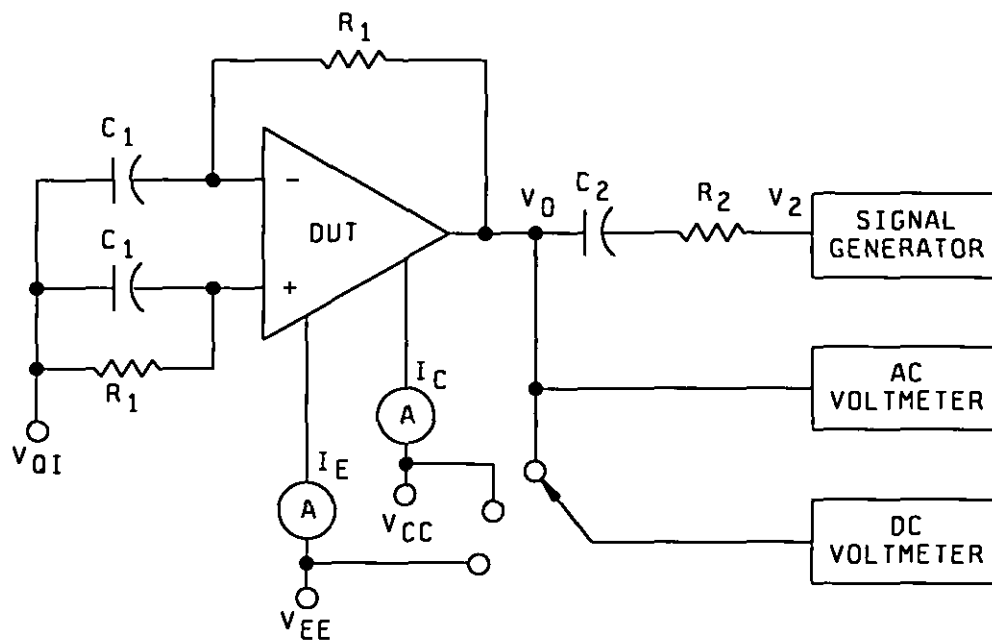 R1
C1
-
DUT
C1
+
R1
VQI
IE
A
VEE
IC
A
VCC
VO
C2
R2
V2
SIGNAL
GENERATOR
AC
VOLTMETER
DC
VOLTMETER